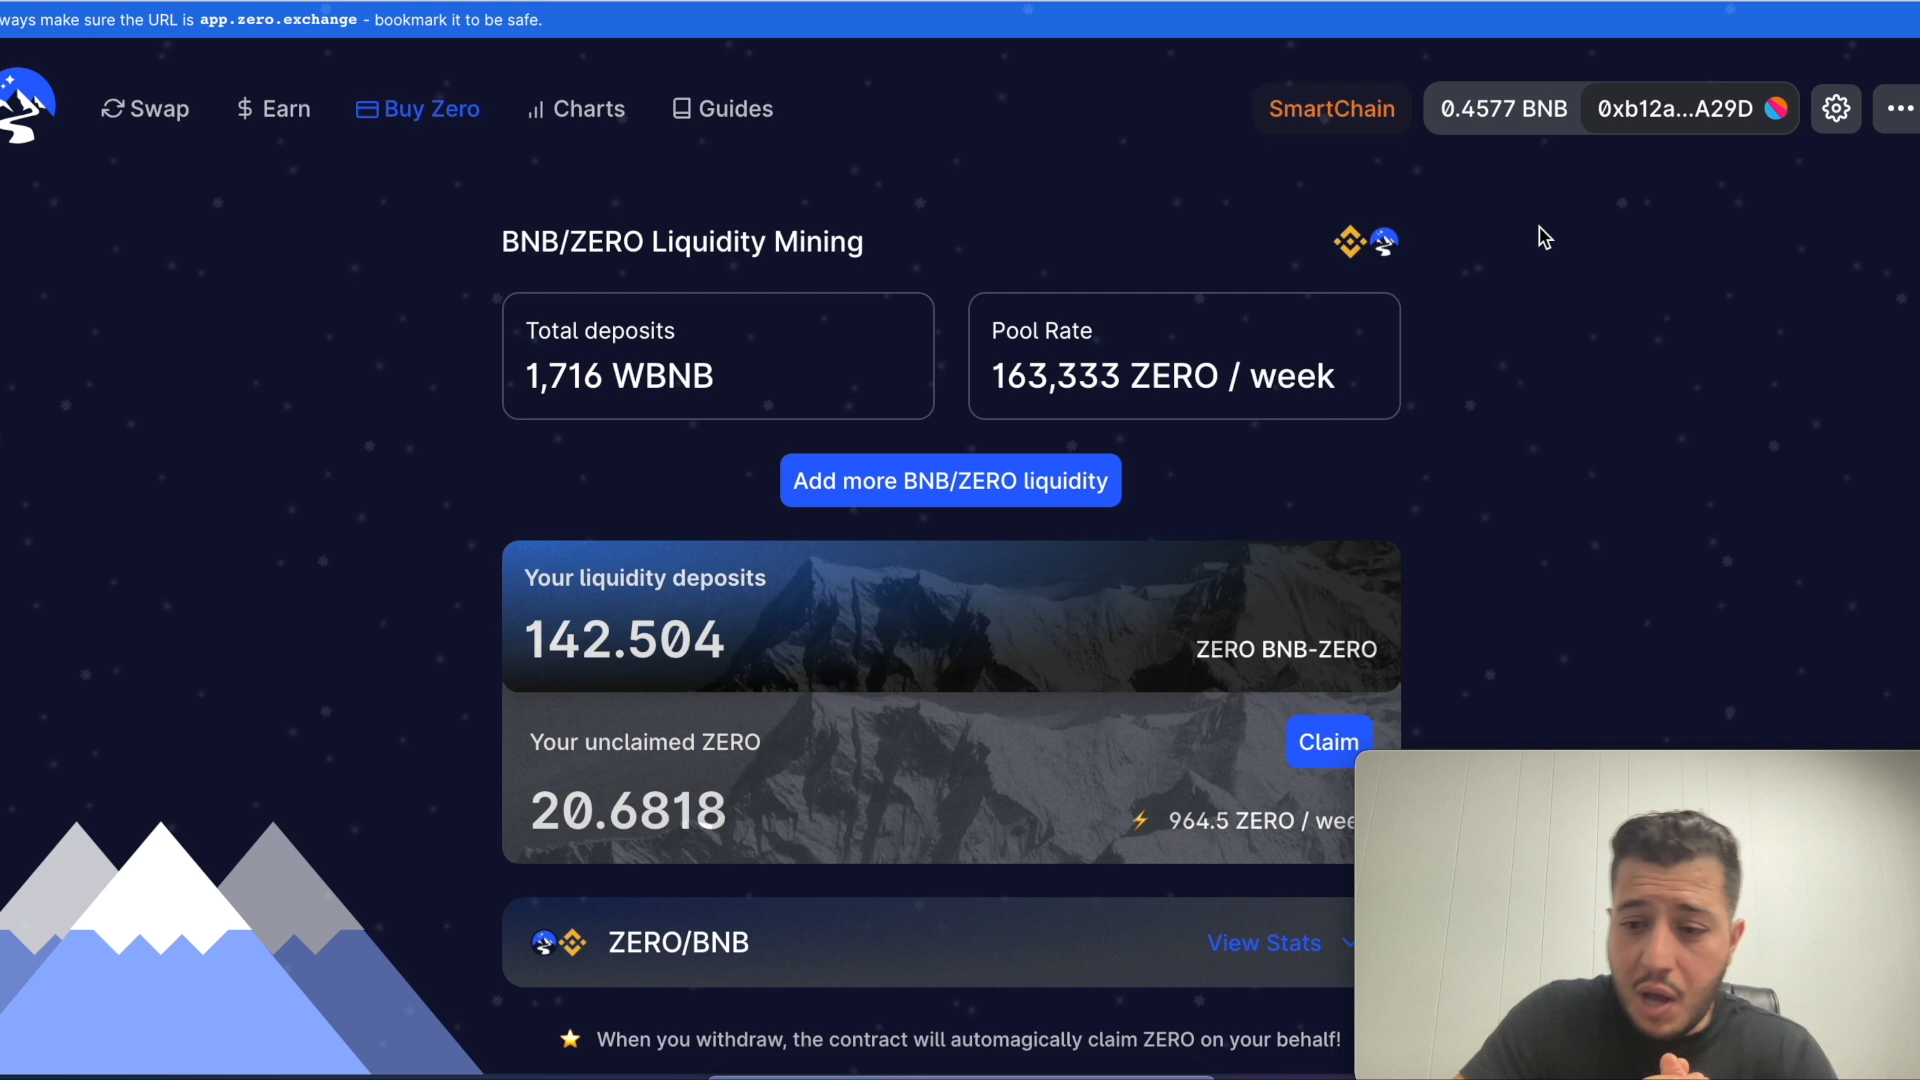 ways make sure the URL is app.zero.exchange - bookmark it to be safe.
Swap
Earn
Buy Zero
Charts
Guides
SmartChain
0.4577 BNB
0xb12a...A29D
BNB/ZERO Liquidity Mining
Total deposits
1,716 WBNB
Pool Rate
163,333 ZERO / week
Add more BNB/ZERO liquidity
Your liquidity deposits
142.504
ZERO BNB-ZERO
Your unclaimed ZERO
Claim
20.6818
964.5 ZERO / wee
ZERO/BNB
View Stats
When you withdraw, the contract will automagically claim ZERO on your behalf!